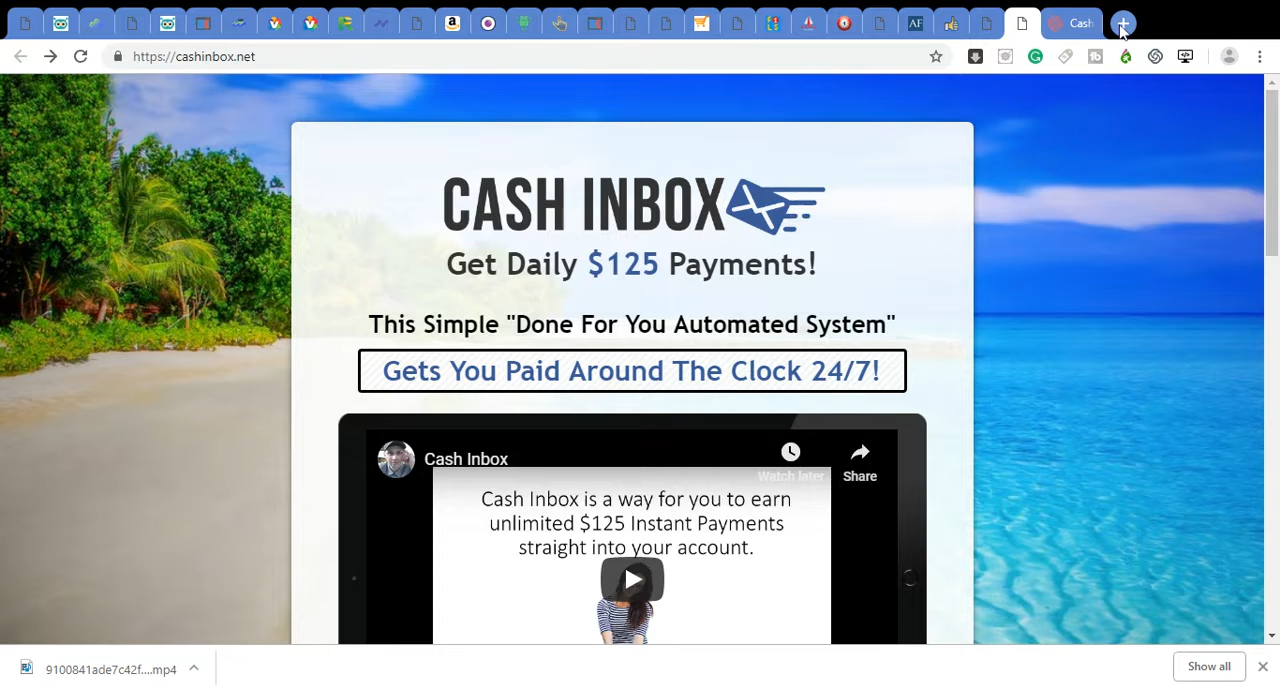 Cash
https://cashinbox.net
AF
CASH INBOX
Get Daily $125 Payments!
This Simple "Done For You Automated System"
Gets You Paid Around The Clock 24/7!
Cash Inbox
Watch later
Share
Cash Inbox is a way for you to earn
unlimited $125 Instant Payments
straight into your account.
9100841ade7c42f....mp4
Show all